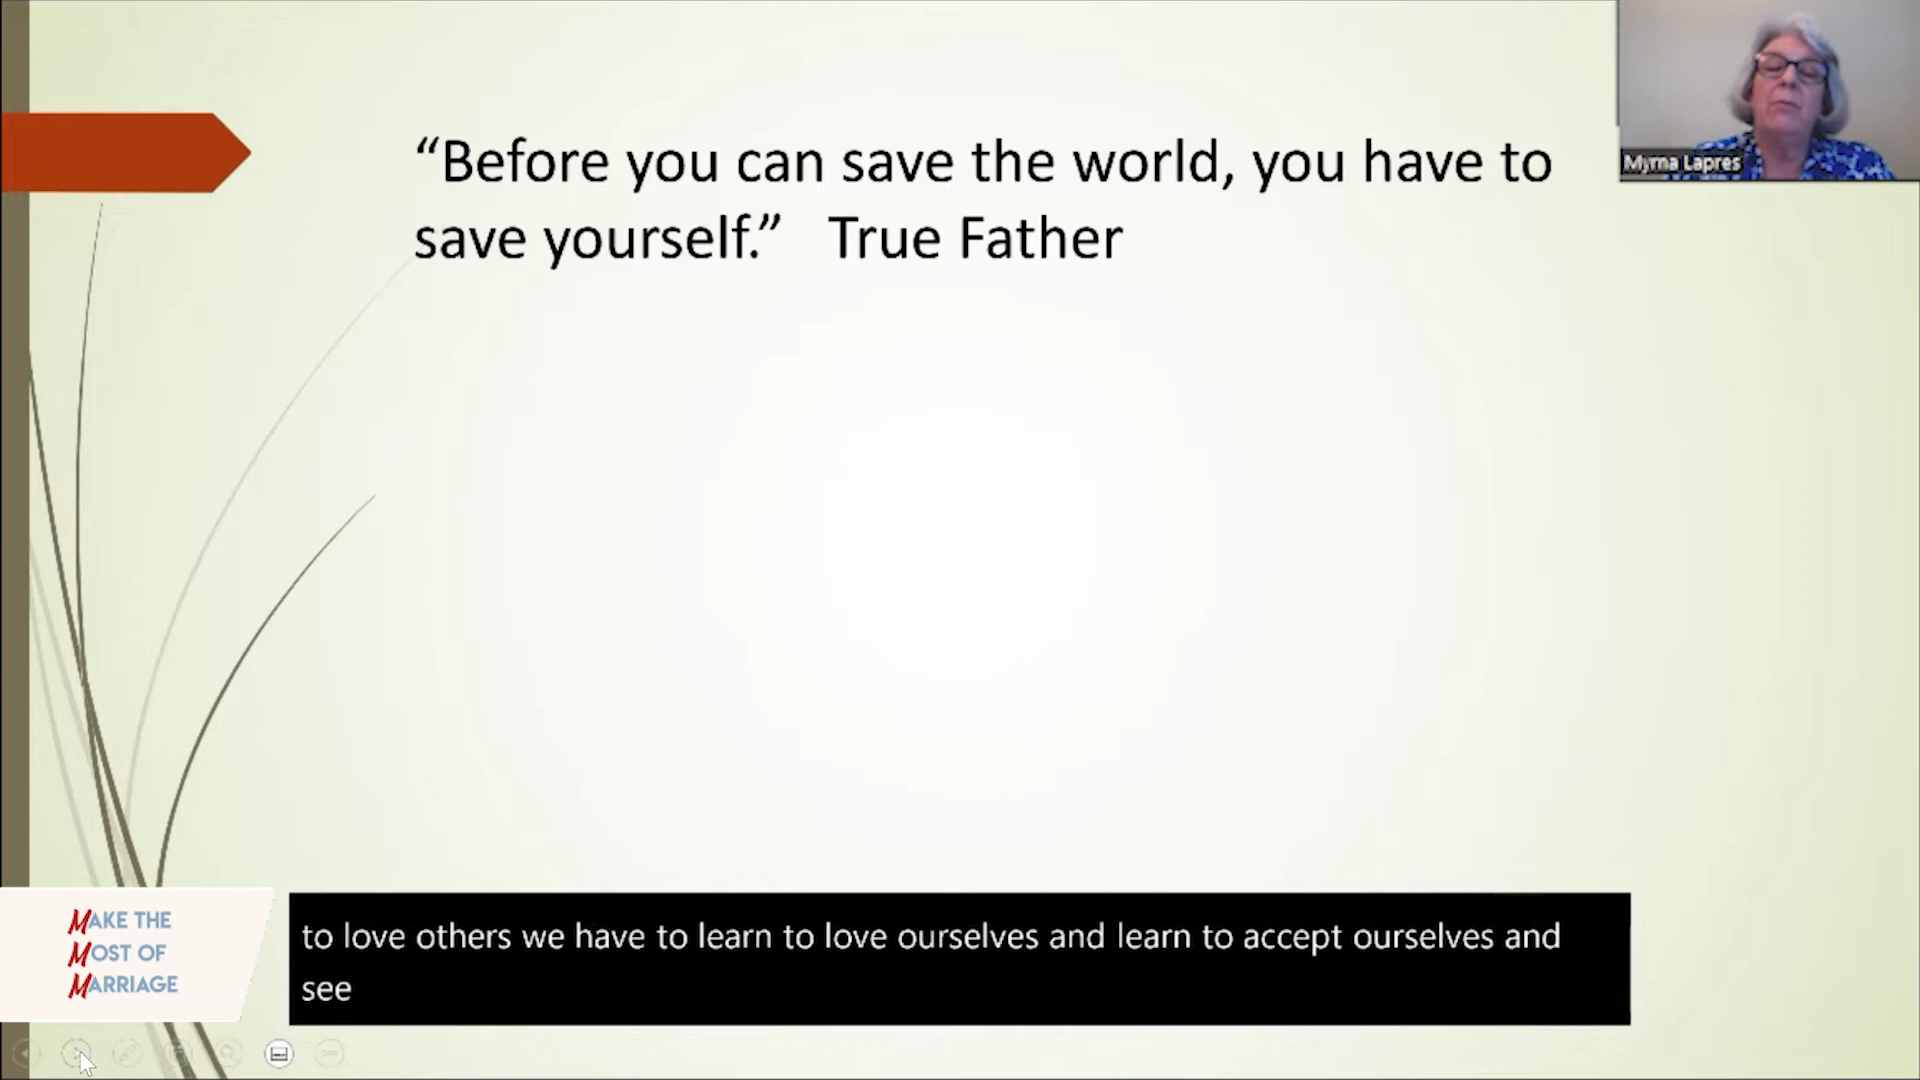 “Before you can save the world, you have to
save yourself.” True Father
Myrna Lapres
MAKE THE
MOST OF
MARRIAGE
to love others we have to learn to love ourselves and learn to accept ourselves and
see